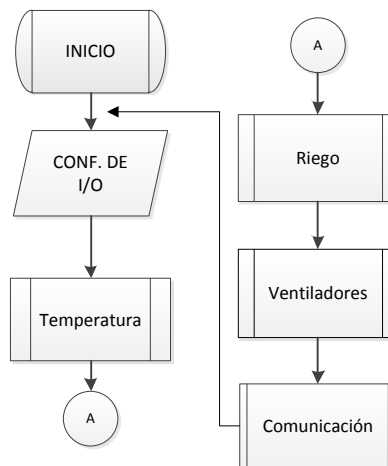 INICIO
CONF. DE
I/O
Temperatura
A
A
Riego
Ventiladores
Comunicación